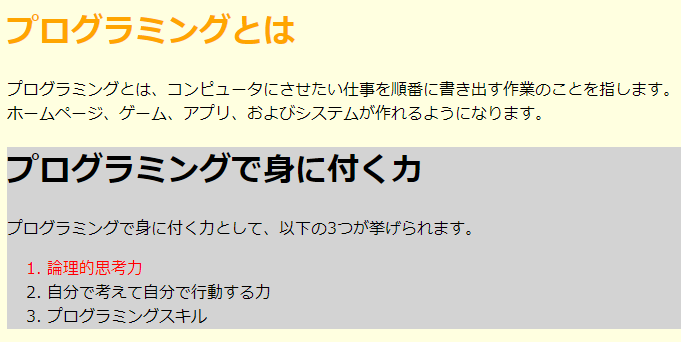 プログラミングとは
プログラミングとは、コンピュータにさせたい仕事を順番に書き出す作業のことを指します。
ホームページ、ゲーム、アプリ、およびシステムが作れるようになります。
プログラミングで身に付く力
プログラミングで身に付く力として、以下の3つが挙げられます。
1. 論理的思考力
2. 自分で考えて自分で行動する力
3. プログラミングスキル